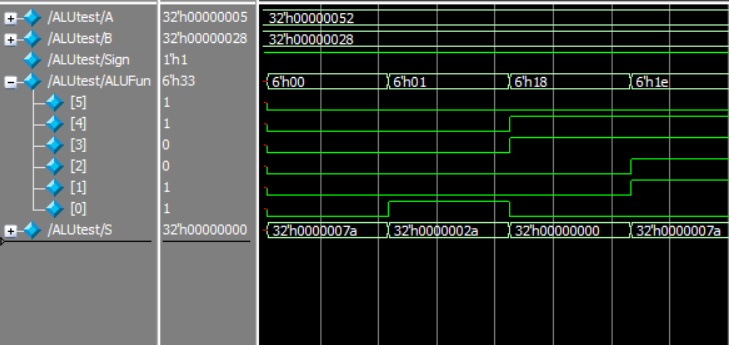 /ALUtest/A 32'h00000005 32'h00000052
/ALUtest/B 32'h00000028 32'h00000028
/ALUtest/Sign 1'h1
/ALUtest/ALUFun 6'h33 6'h00 6'h01 6'h18 6'h1e
[5] 1
[4] 1
[3] 0
[2] 0
[1] 1
[0] 1
/ALUtest/S 32'h00000000 32'h0000007a 32'h0000002a 32'h00000000 32'h0000007a